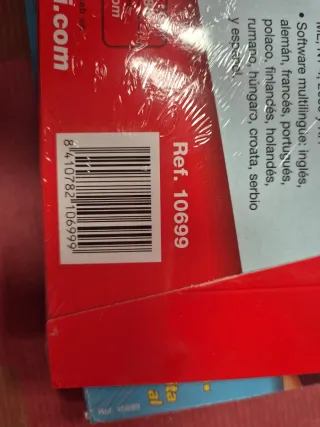 • Software multilingüe: inglés,
alemán, francés, portugués,
polaco, finlandés, holandés,
rumano, húngaro, croata, serbio
y español.
Ref. 10699
8 410782 106999
i.com
com